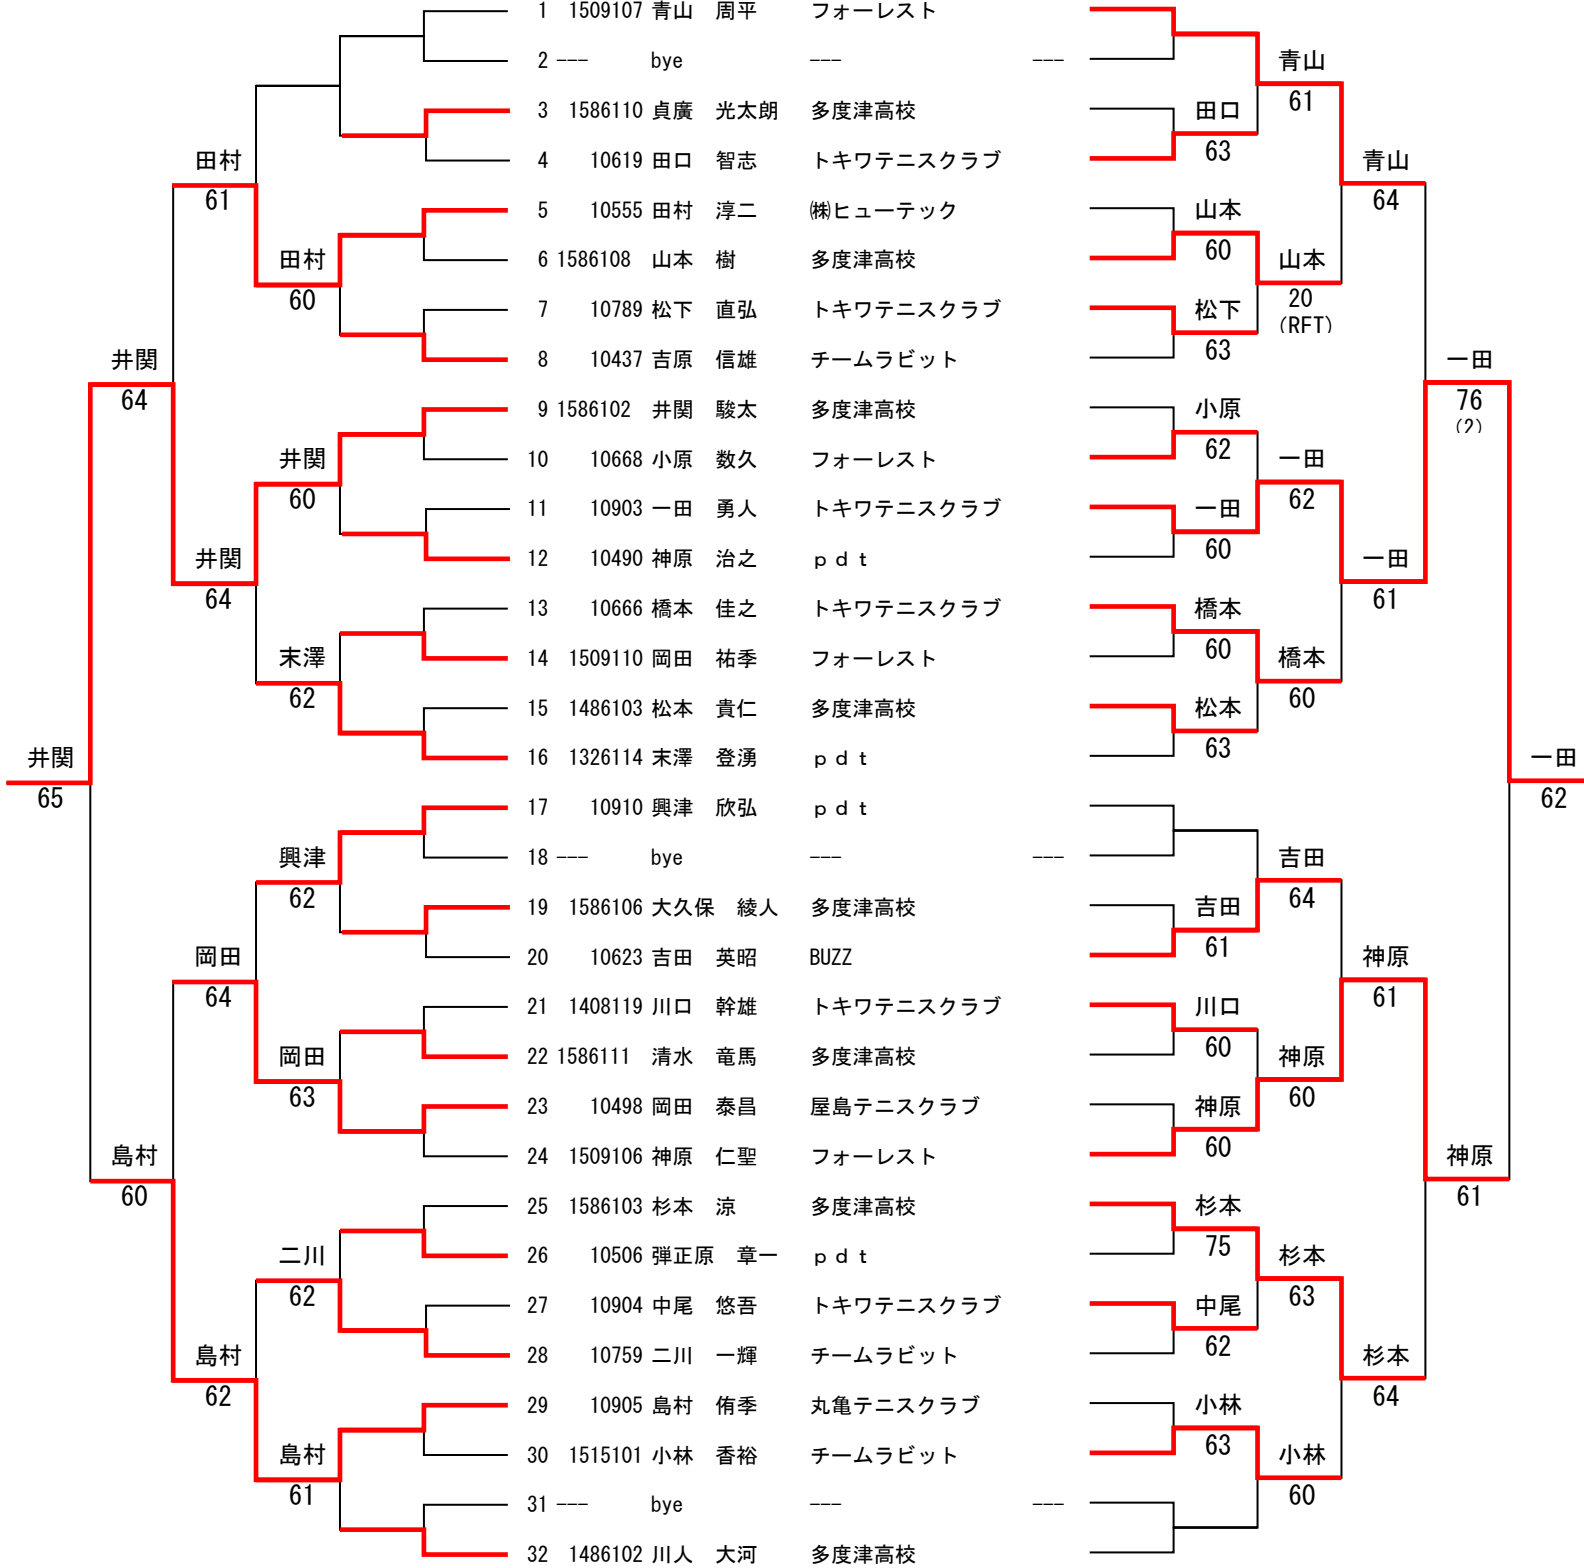 1 1509107 青山 周平 フォーレスト
2 --- bye --- --- 青山
3 1586110 貞廣 光太朗 多度津高校 田口 61
田村 4 10619 田口 智志 トキワテニスクラブ 63 青山
61 5 10555 田村 淳二 ㈱ヒューテック 山本 64
田村 6 1586108 山本 樹 多度津高校 60 山本
60 7 10789 松下 直弘 トキワテニスクラブ 松下 20
(RET)
井関 8 10437 吉原 信雄 チームラビット 63 一田
64 9 1586102 井関 駿太 多度津高校 小原 76
(2)
井関 10 10668 小原 数久 フォーレスト 62 一田
60 11 10903 一田 勇人 トキワテニスクラブ 一田 62
井関 12 10490 神原 治之 ｐｄｔ 60 一田
64 13 10666 橋本 佳之 トキワテニスクラブ 橋本 61
末澤 14 1509110 岡田 祐季 フォーレスト 60 橋本
62 15 1486103 松本 貴仁 多度津高校 松本 60
井関 16 1326114 末澤 登湧 ｐｄｔ 63 一田
65 17 10910 興津 欣弘 ｐｄｔ 62
興津 18 --- bye --- --- 吉田
62 19 1586106 大久保 綾人 多度津高校 吉田 64
岡田 20 10623 吉田 英昭 BUZZ 61 神原
64 21 1408119 川口 幹雄 トキワテニスクラブ 川口 61
岡田 22 1586111 清水 竜馬 多度津高校 60 神原
63 23 10498 岡田 泰昌 屋島テニスクラブ 神原 60
島村 24 1509106 神原 仁聖 フォーレスト 60 神原
60 25 1586103 杉本 涼 多度津高校 杉本 61
二川 26 10506 弾正原 章一 ｐｄｔ 75 杉本
62 27 10904 中尾 悠吾 トキワテニスクラブ 中尾 63
島村 28 10759 二川 一輝 チームラビット 62 杉本
62 29 10905 島村 侑季 丸亀テニスクラブ 小林 64
島村 30 1515101 小林 香裕 チームラビット 63 小林
61 31 --- bye --- --- 60
32 1486102 川人 大河 多度津高校